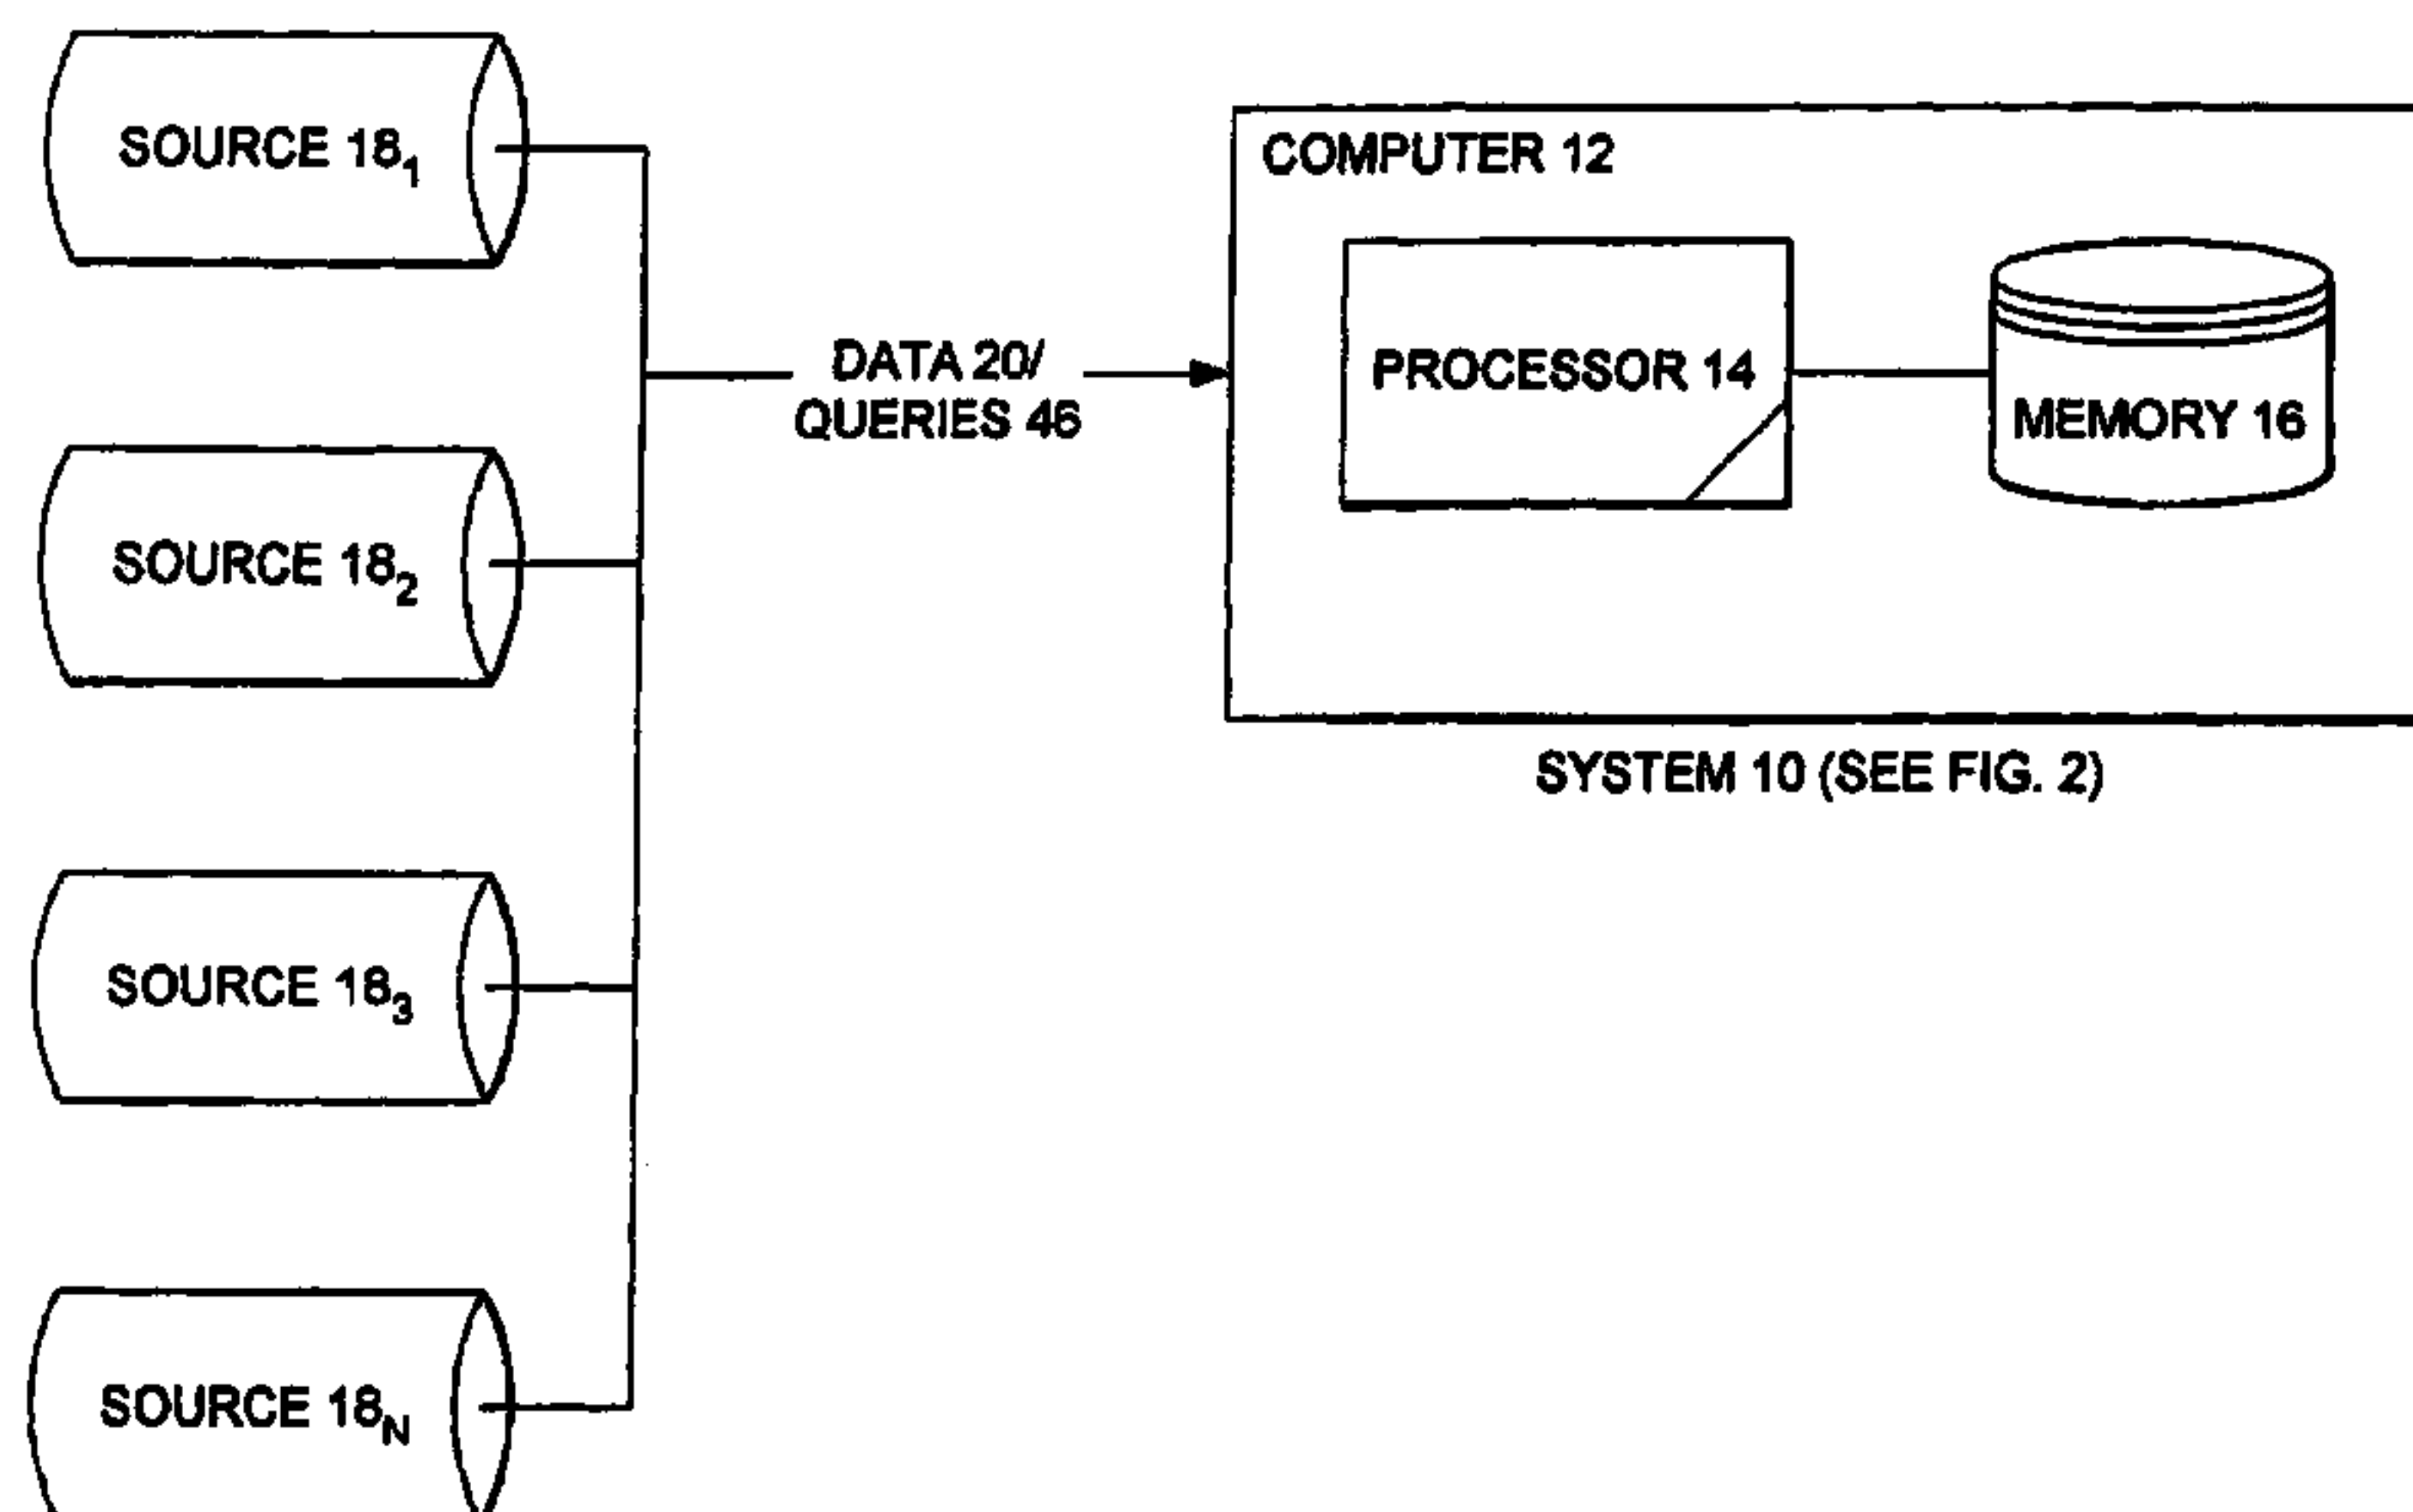 SOURCE 18₁
COMPUTER 12
DATA 20/
QUERIES 46
PROCESSOR 14
MEMORY 16
SOURCE 18₂
SYSTEM 10 (SEE FIG. 2)
SOURCE 18₃
SOURCE 18N